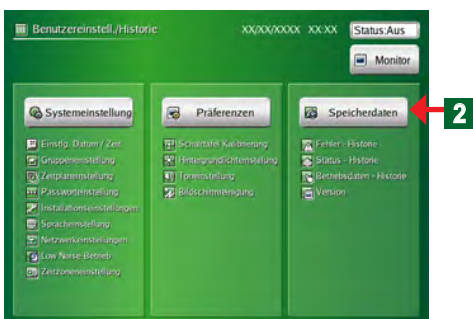 Benutzereinstell./Historie XX/XX/XXXX XX:XX Status:Aus
Monitor
Systemeinstellung
Einstlg. Datum / Zeit
Gruppeneinstellung
Zeitplaneinstellung
Passworteinstellung
Installationseinstellungen
Spracheinstellung
Netzwerkeinstellungen
Low Noise Betrieb
Zeitzoneneinstellung
Präferenzen
Schalttafel Kalibrierung
Hintergrundlichteinstellung
Toneinstellung
Bildschirmreinigung
Speicherdaten
Fehler - Historie
Status - Historie
Betriebsdaten - Historie
Version
2